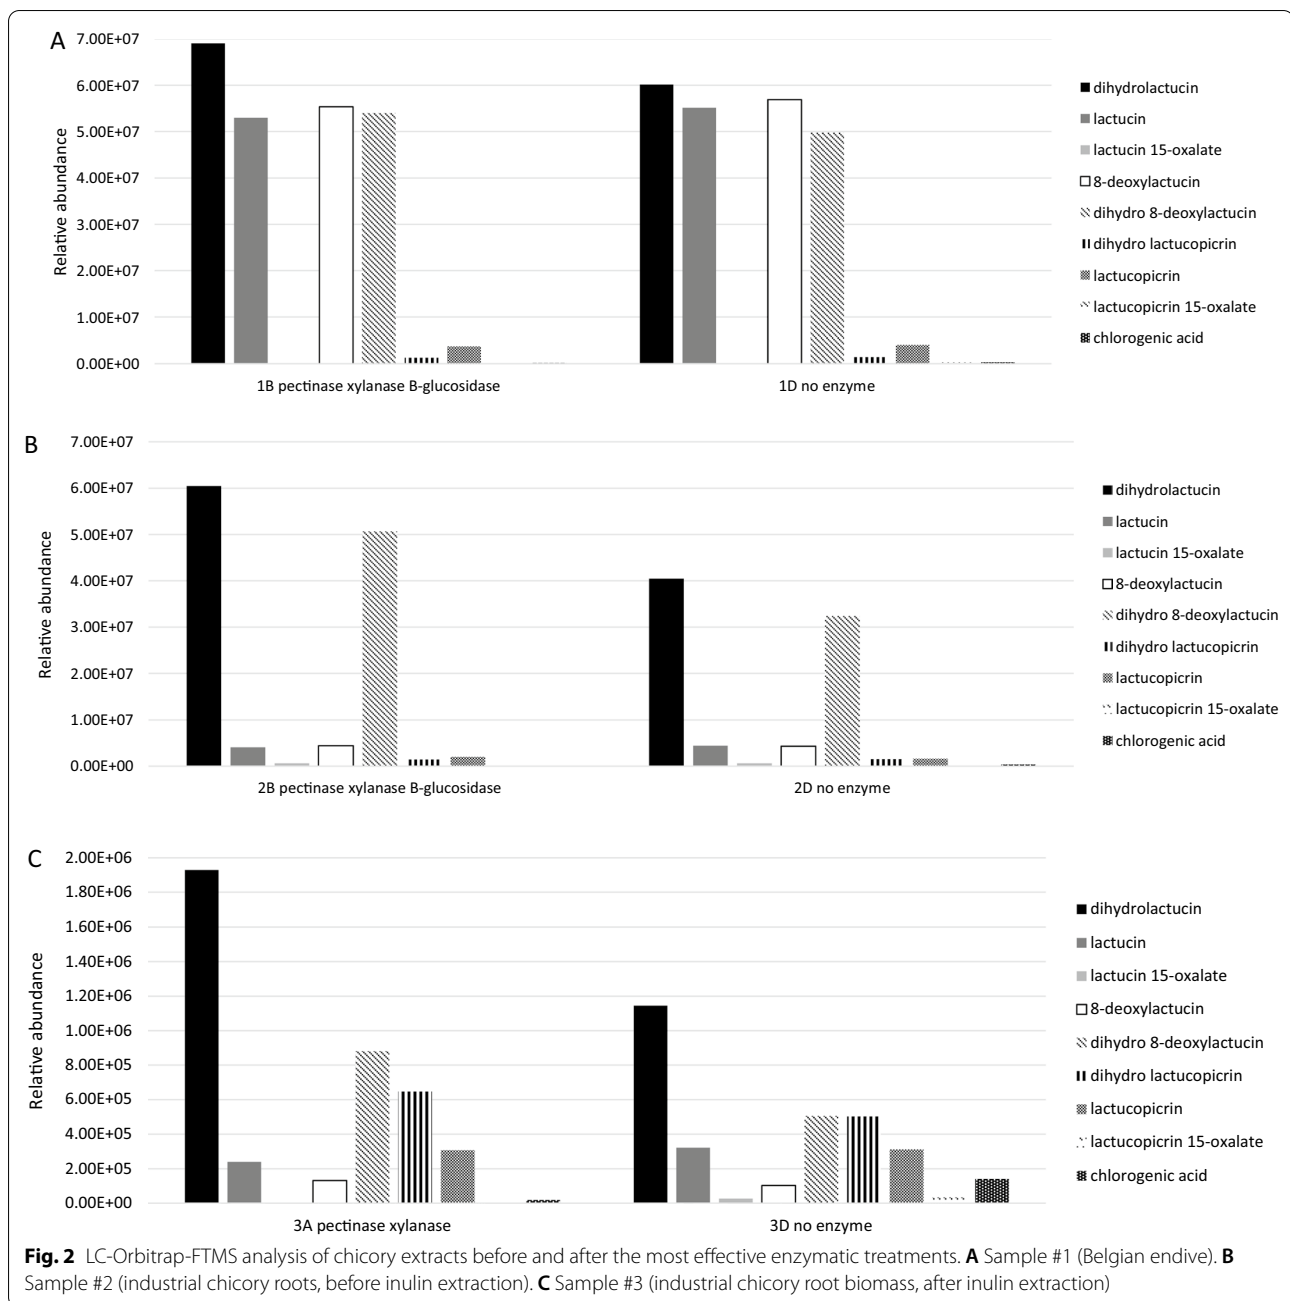 A
7.00E+07
6.00E+07
5.00E+07
4.00E+07
3.00E+07
2.00E+07
1.00E+07
0.00E+00
Relative abundance
1B pectinase xylanase B-glucosidase
1D no enzyme
dihydrolactucin
lactucin
lactucin 15-oxalate
8-deoxylactucin
dihydro 8-deoxylactucin
dihydro lactucopicrin
lactucopicrin
lactucopicrin 15-oxalate
chlorogenic acid
B
7.00E+07
6.00E+07
5.00E+07
4.00E+07
3.00E+07
2.00E+07
1.00E+07
0.00E+00
Relative abundance
2B pectinase xylanase B-glucosidase
2D no enzyme
dihydrolactucin
lactucin
lactucin 15-oxalate
8-deoxylactucin
dihydro 8-deoxylactucin
dihydro lactucopicrin
lactucopicrin
lactucopicrin 15-oxalate
chlorogenic acid
C
2.00E+06
1.80E+06
1.60E+06
1.40E+06
1.20E+06
1.00E+06
8.00E+05
6.00E+05
4.00E+05
2.00E+05
0.00E+00
Relative abundance
3A pectinase xylanase
3D no enzyme
dihydrolactucin
lactucin
lactucin 15-oxalate
8-deoxylactucin
dihydro 8-deoxylactucin
dihydro lactucopicrin
lactucopicrin
lactucopicrin 15-oxalate
chlorogenic acid
Fig. 2 LC-Orbitrap-FTMS analysis of chicory extracts before and after the most effective enzymatic treatments. A Sample #1 (Belgian endive). B
Sample #2 (industrial chicory roots, before inulin extraction). C Sample #3 (industrial chicory root biomass, after inulin extraction)